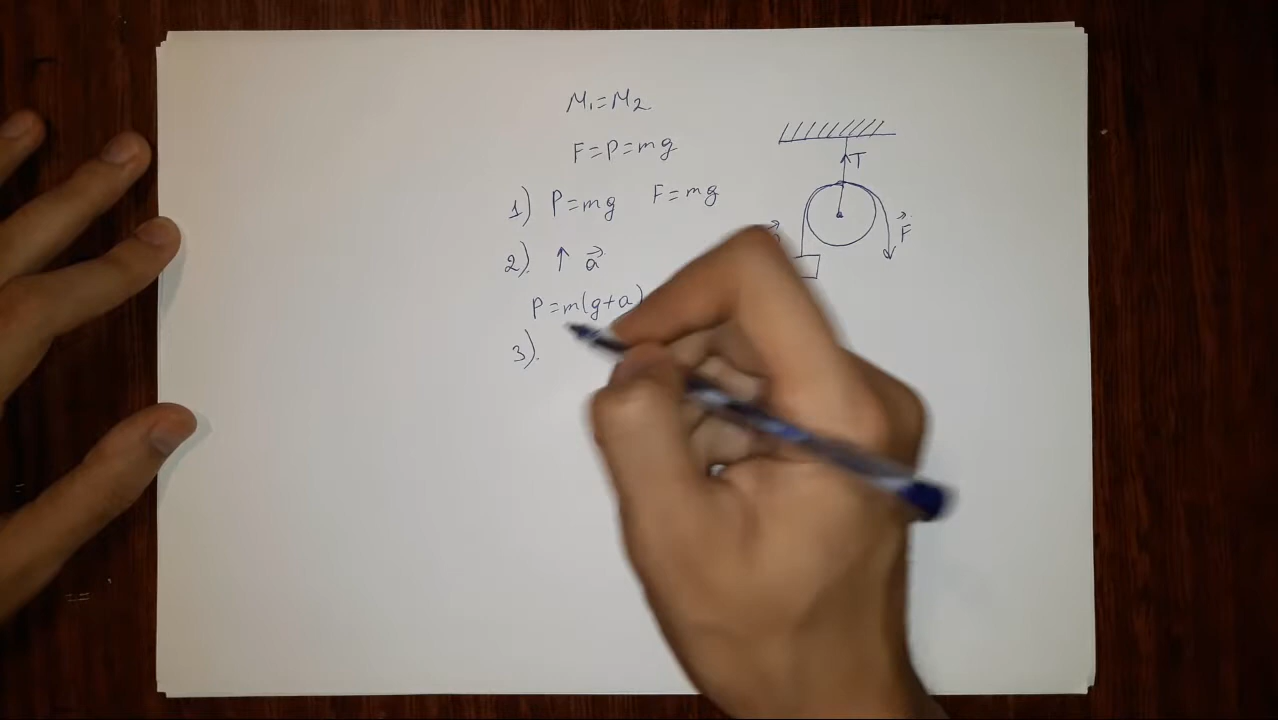 M₁=M₂
F=P=mg
1) P=mg F=mg
2). ↑ a⃗
P=m(g+a)
3).
T
F⃗